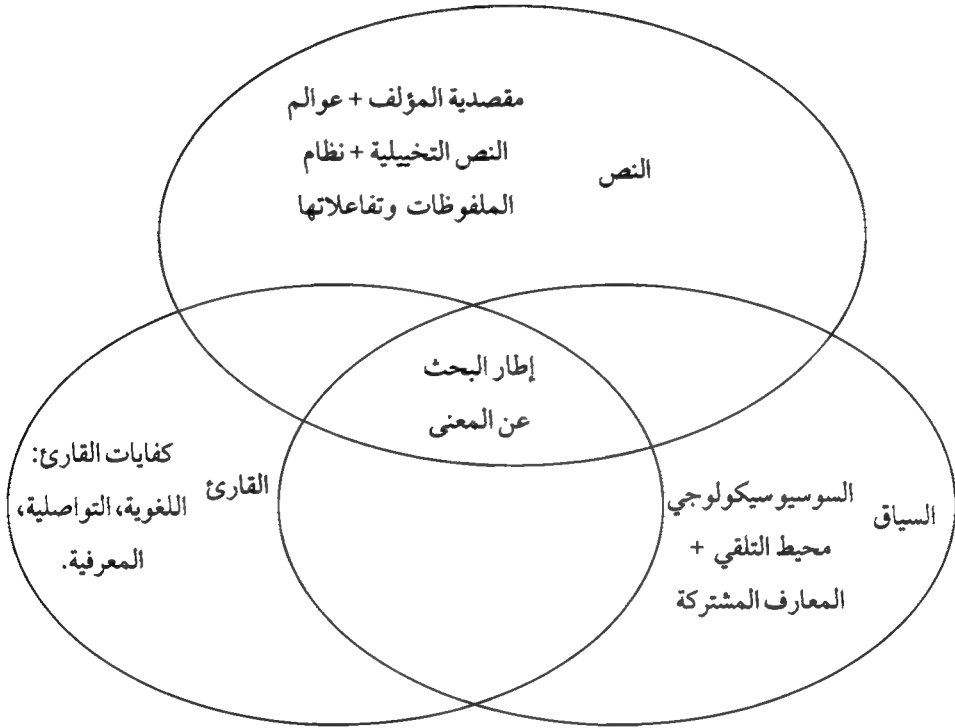 النص
مقصدية المؤلف + عوالم
النص التخييلية + نظام
الملفوظات وتفاعلاتها
إطار البحث
عن المعنى
السياق
السوسيوسيكولوجي
محيط التلقي +
المعارف المشتركة
القارئ
كفايات القارئ:
اللغوية، التواصلية،
المعرفية.